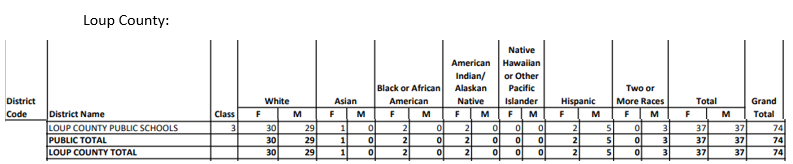 Loup County:
Native
American Hawaiian
Indian/ or Other
Black or African Alaskan Pacific Two or
District White Asian American Native Islander Hispanic More Races Total Grand
Code District Name Class F M F M F M F M F M F M F M F M Total
LOUP COUNTY PUBLIC SCHOOLS 3 30 29 1 0 2 0 2 0 0 0 2 5 0 3 37 37 74
PUBLIC TOTAL 30 29 1 0 2 0 2 0 0 0 2 5 0 3 37 37 74
LOUP COUNTY TOTAL 30 29 1 0 2 0 2 0 0 0 2 5 0 3 37 37 74